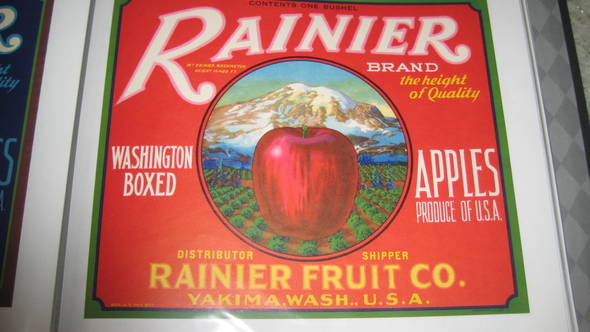 CONTENTS ONE BUSHEL
RAINIER
BRAND
the height
of Quality
WASHINGTON
BOXED
APPLES
PRODUCE OF U.S.A.
DISTRIBUTOR SHIPPER
RAINIER FRUIT CO.
YAKIMA, WASH., U.S.A.